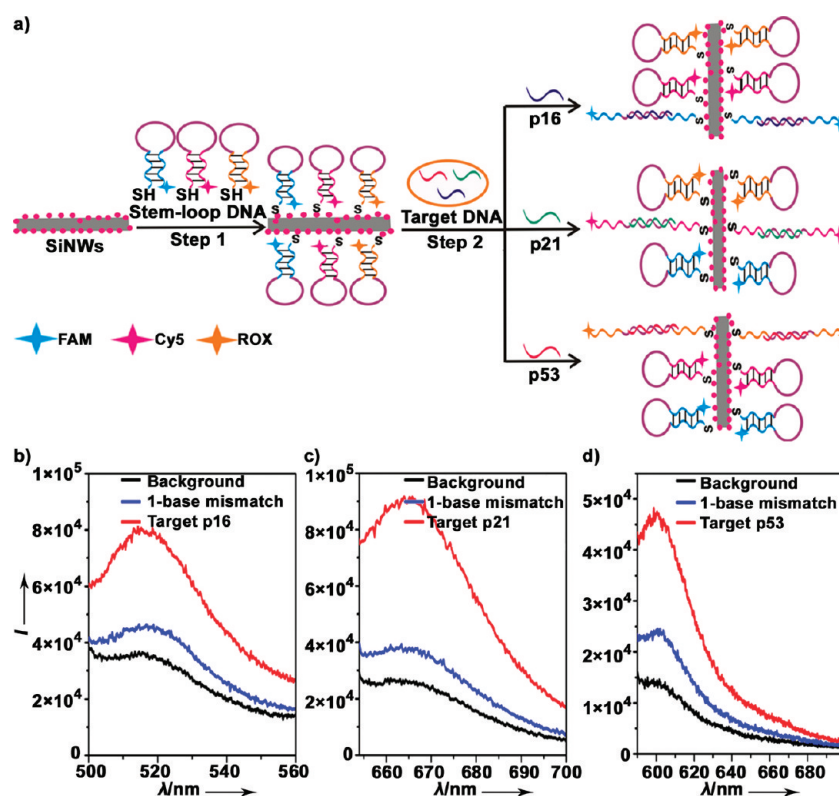 a)
SH SH SH
Stem-loop DNA
SiNWs
Step 1
S S S
S S S
Target DNA
Step 2
p16
S S
S S
S S
p21
S S
S S
S S
p53
S S
S S
S S
FAM Cy5 ROX
b)
Background
1-base mismatch
Target p16
1×10⁵
8×10⁴
6×10⁴
4×10⁴
2×10⁴
0
I
500 520 540 560
λ/nm
c)
Background
1-base mismatch
Target p21
1×10⁵
8×10⁴
6×10⁴
4×10⁴
2×10⁴
0
660 670 680 690 700
λ/nm
d)
Background
1-base mismatch
Target p53
5×10⁴
4×10⁴
3×10⁴
2×10⁴
1×10⁴
0
600 620 640 660 680
λ/nm